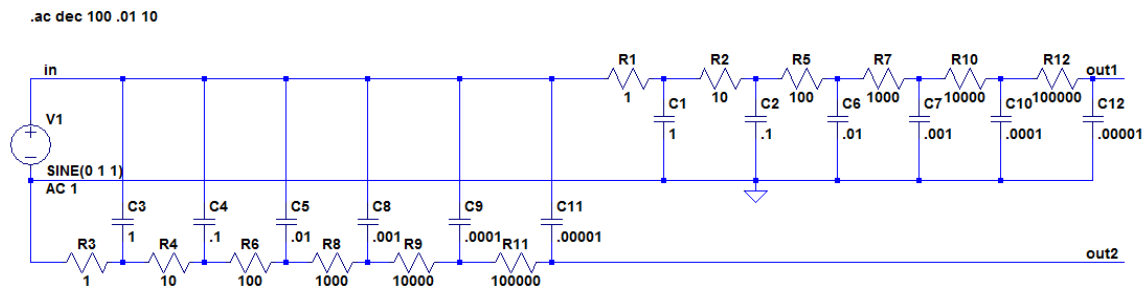 .ac dec 100 .01 10
in
R1 R2 R5 R7 R10 R12 out1
1 10 100 1000 10000 100000
V1
C1 C2 C6 C7 C10 C12
1 .1 .01 .001 .0001 .00001
SINE(0 1 1)
AC 1
C3 C4 C5 C8 C9 C11
1 .1 .01 .001 .0001 .00001
R3 R4 R6 R8 R9 R11 out2
1 10 100 1000 10000 100000